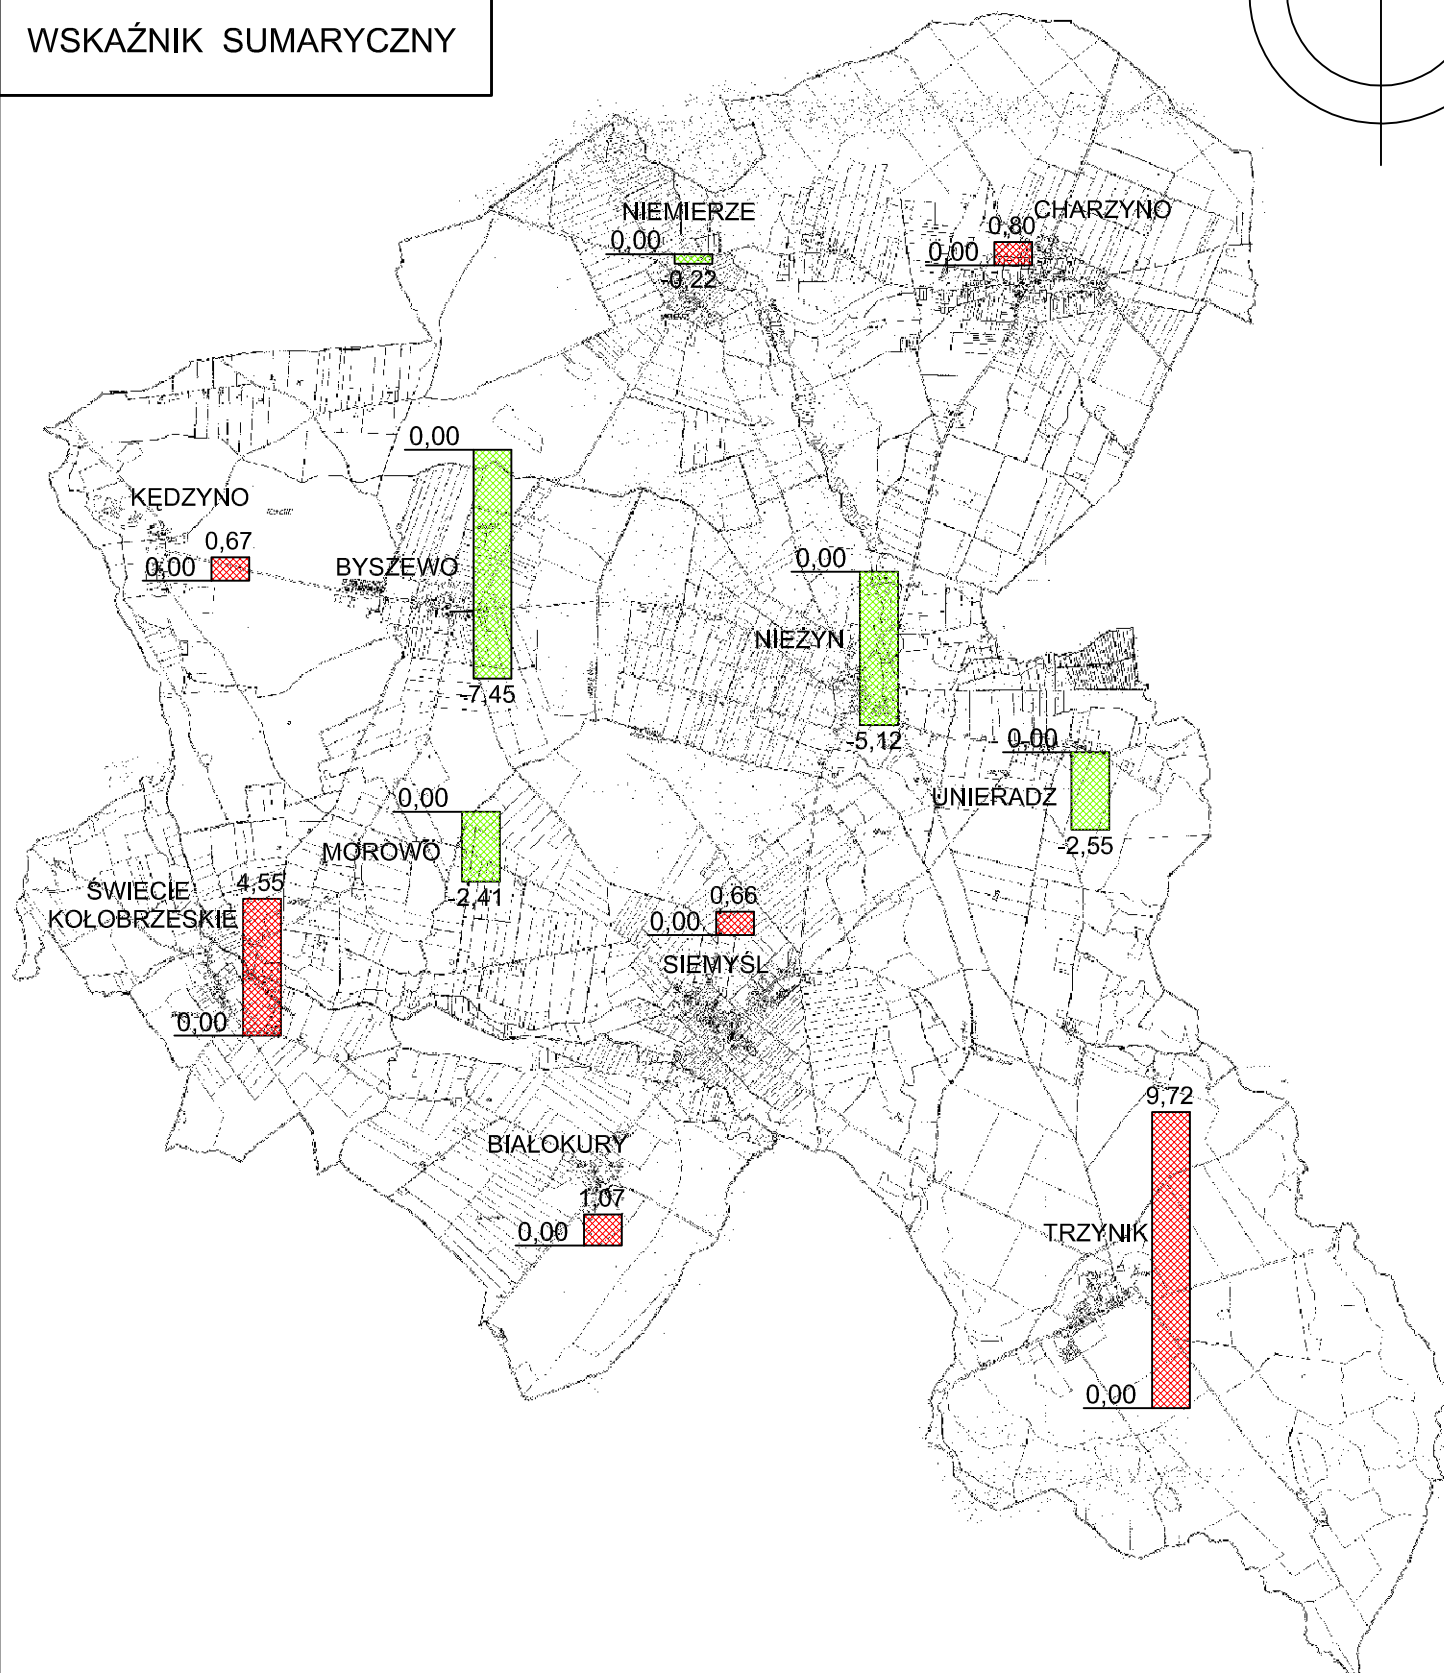 WSKAŹNIK SUMARYCZNY
NIEMIERZE
0,00
-0,22
CHARZYNO
0,80
0,00
0,00
-7,45
KĘDZYNO
0,67
0,00
BYSZEWO
0,00
NIEŻYN
-5,12
0,00
UNIERADZ
-2,55
0,00
MOROWO
-2,41
ŚWIECIE
KOŁOBRZESKIE
4,55
0,00
0,66
0,00
SIEMYŚL
BIAŁOKURY
1,07
0,00
9,72
TRZYNIK
0,00